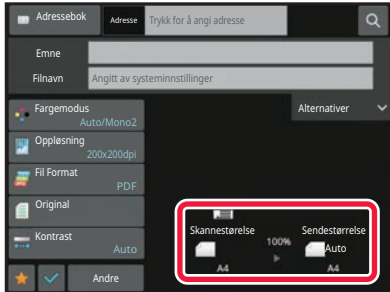 Adressebok
Adresse
Trykk for å angi adresse
Emne
Filnavn
Angitt av systeminnstillinger
Fargemodus
Auto/Mono2
Alternativer
Oppløsning
200x200dpi
Fil Format
PDF
Original
Kontrast
Auto
Skannestørelse
100%
A4
Sendestørrelse
Auto
A4
Andre